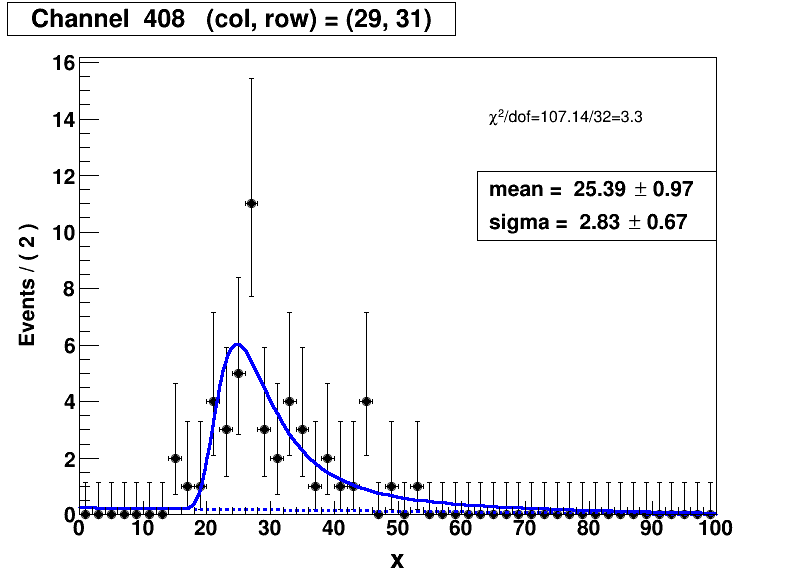 Channel 408 (col, row) = (29, 31)
χ²/dof=107.14/32=3.3
mean = 25.39 ± 0.97
sigma = 2.83 ± 0.67
Events / ( 2 )
16
14
12
10
8
6
4
2
0
0 10 20 30 40 50 60 70 80 90 100
x